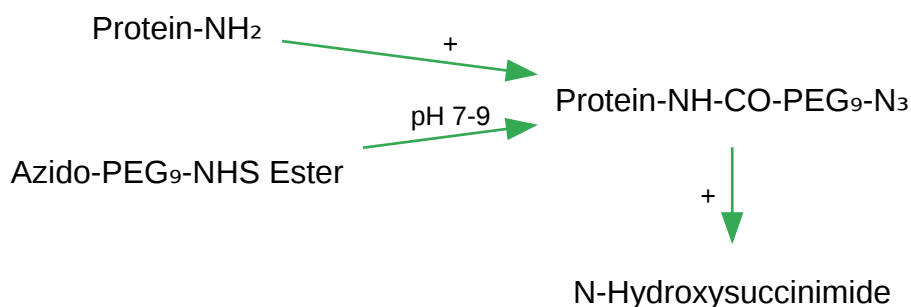 Protein-NH₂
+
Protein-NH-CO-PEG₉-N₃
pH 7-9
Azido-PEG₉-NHS Ester
+
N-Hydroxysuccinimide